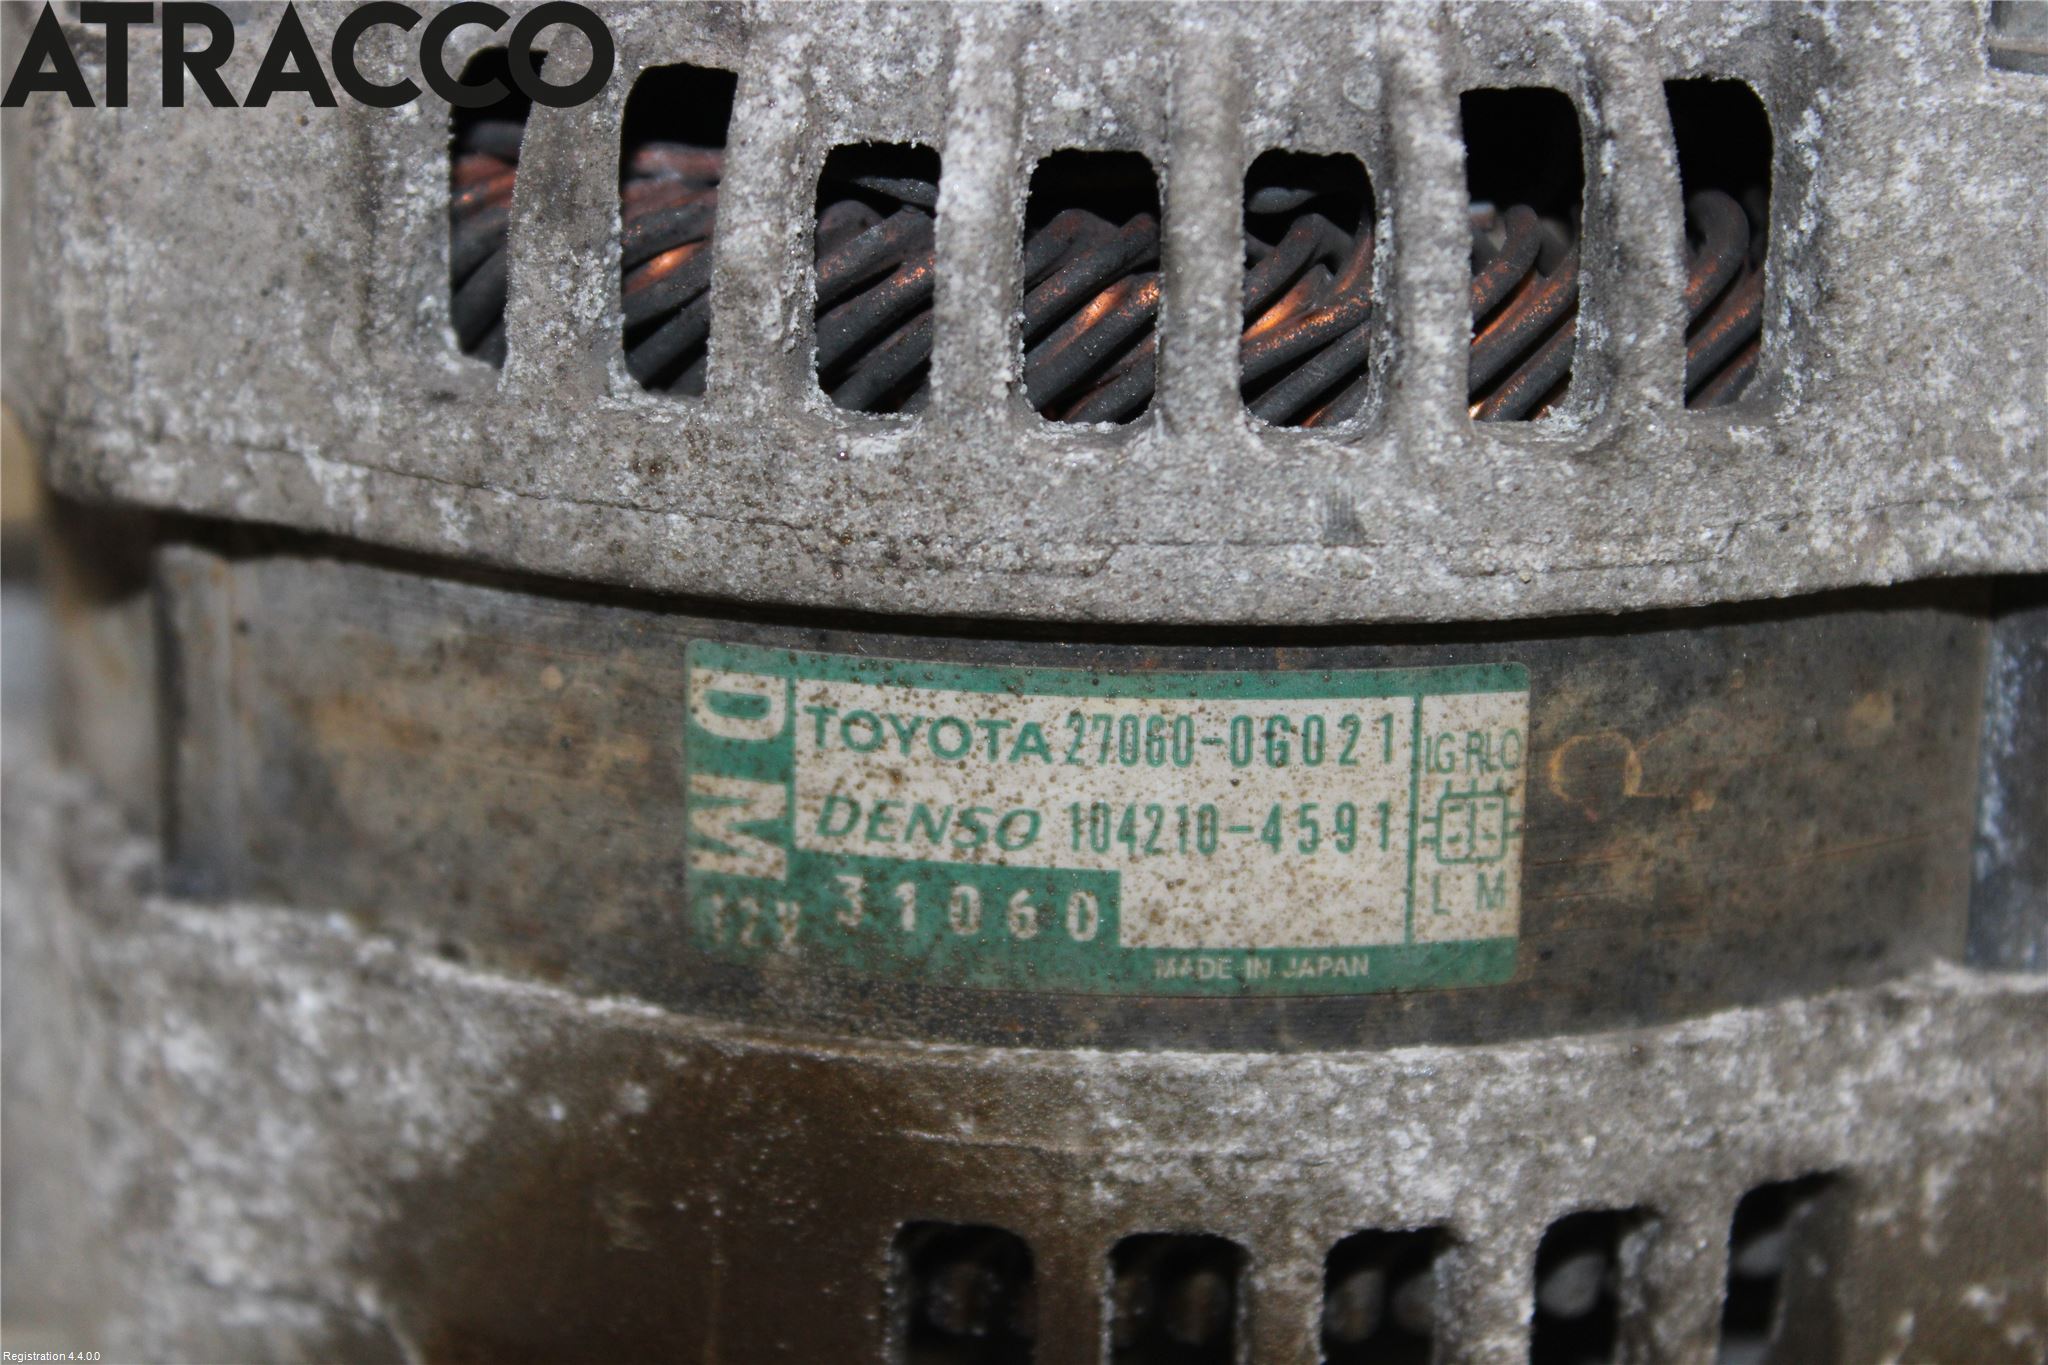 ATRACCO
DM
TOYOTA 27060-0G021
DENSO 104210-4591
12V 31060
MADE IN JAPAN
IG RLO
L M
Registration 4.4.0.0